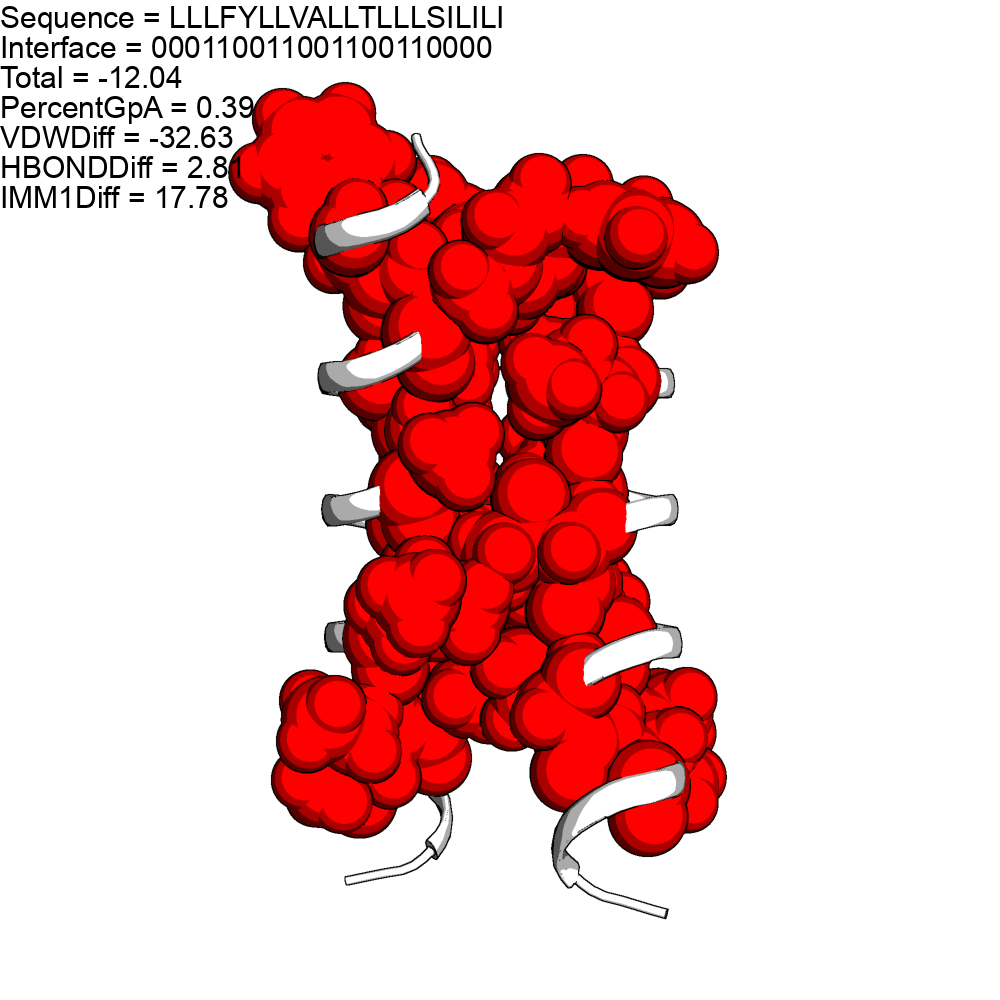 Sequence = LLLFYLLVALLTLLLSILILI
Interface = 000110011001100110000
Total = -12.04
PercentGpA = 0.39
VDWDiff = -32.63
HBONDDiff = 2.81
IMM1Diff = 17.78